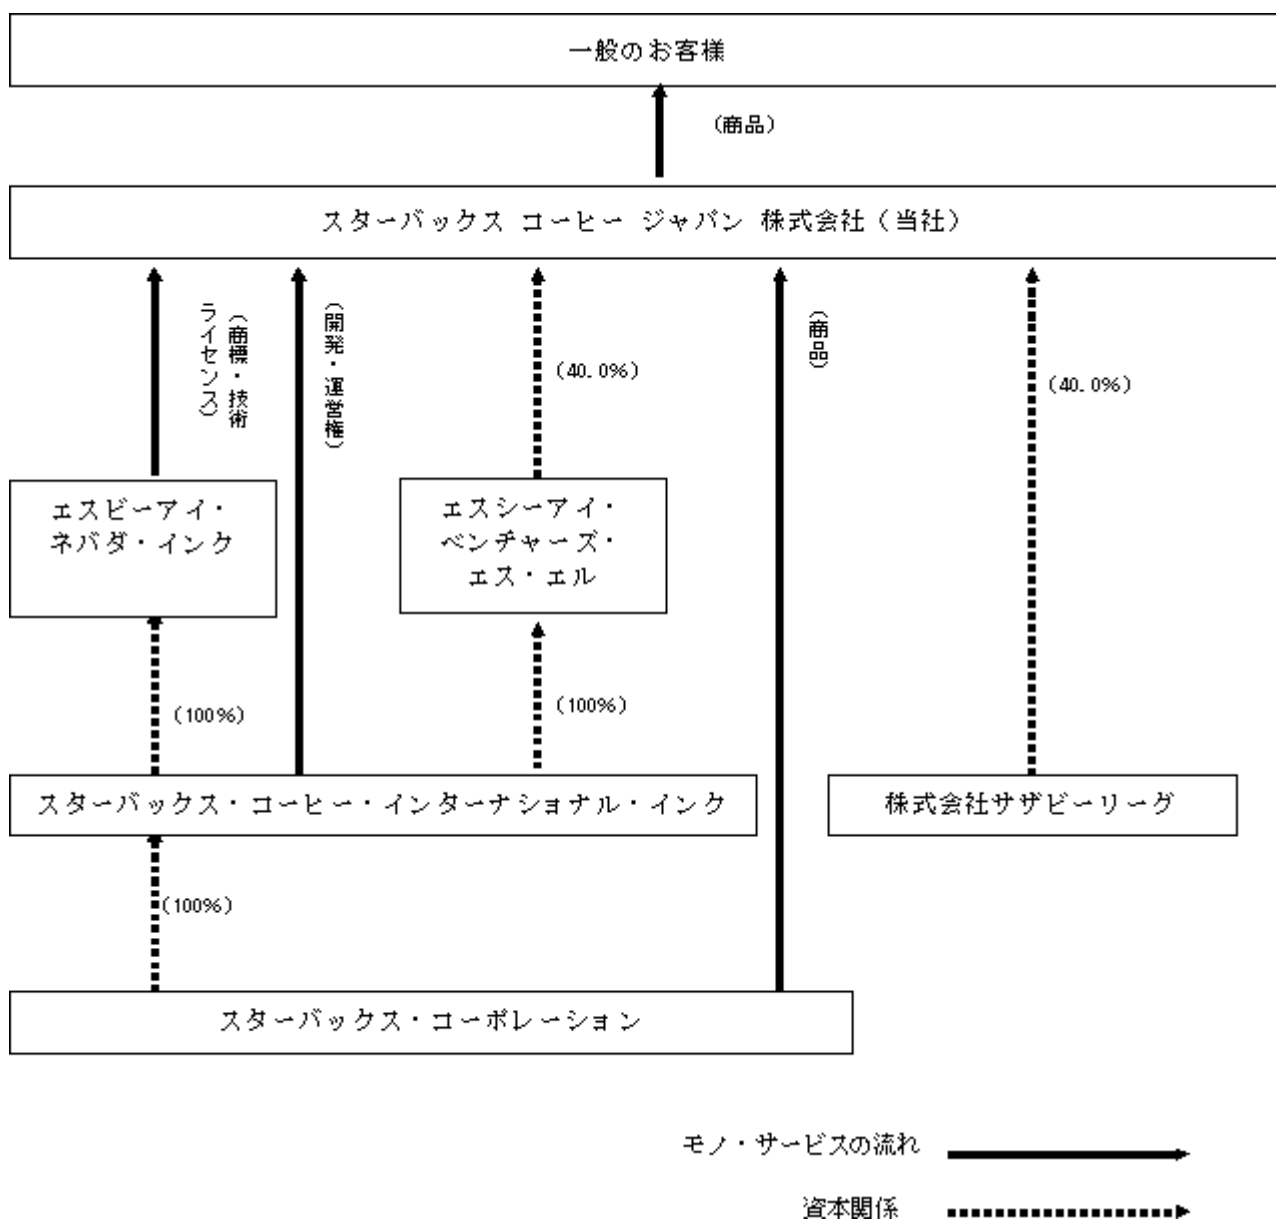 一般のお客様
（商品）
スターバックス コーヒー ジャパン 株式会社（当社）
（商標・技術
ライセンス）
（開発・運営権）
（40.0%）
（商品）
（40.0%）
エスビーアイ・
ネバダ・インク
エスシーアイ・
ベンチャーズ・
エス・エル
（100%）
（100%）
スターバックス・コーヒー・インターナショナル・インク
株式会社サザビーリーグ
（100%）
スターバックス・コーポレーション
モノ・サービスの流れ
資本関係